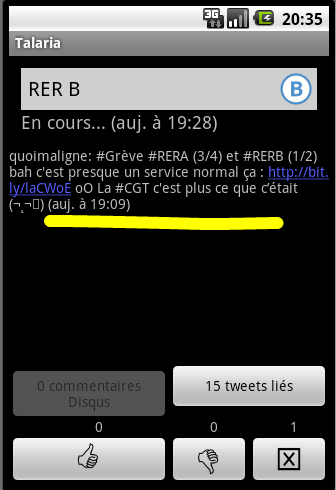 3G 20:35
Talaria
RER B B
En cours... (auj. à 19:28)
quoimaligne: #Grève #RERA (3/4) et #RERB (1/2)
bah c'est presque un service normal ça : http://bit.
ly/laCWoE oO La #CGT c'est plus ce que c’était
(¬˛¬) (auj. à 19:09)
0 commentaires
Disqus
15 tweets liés
0 0 1